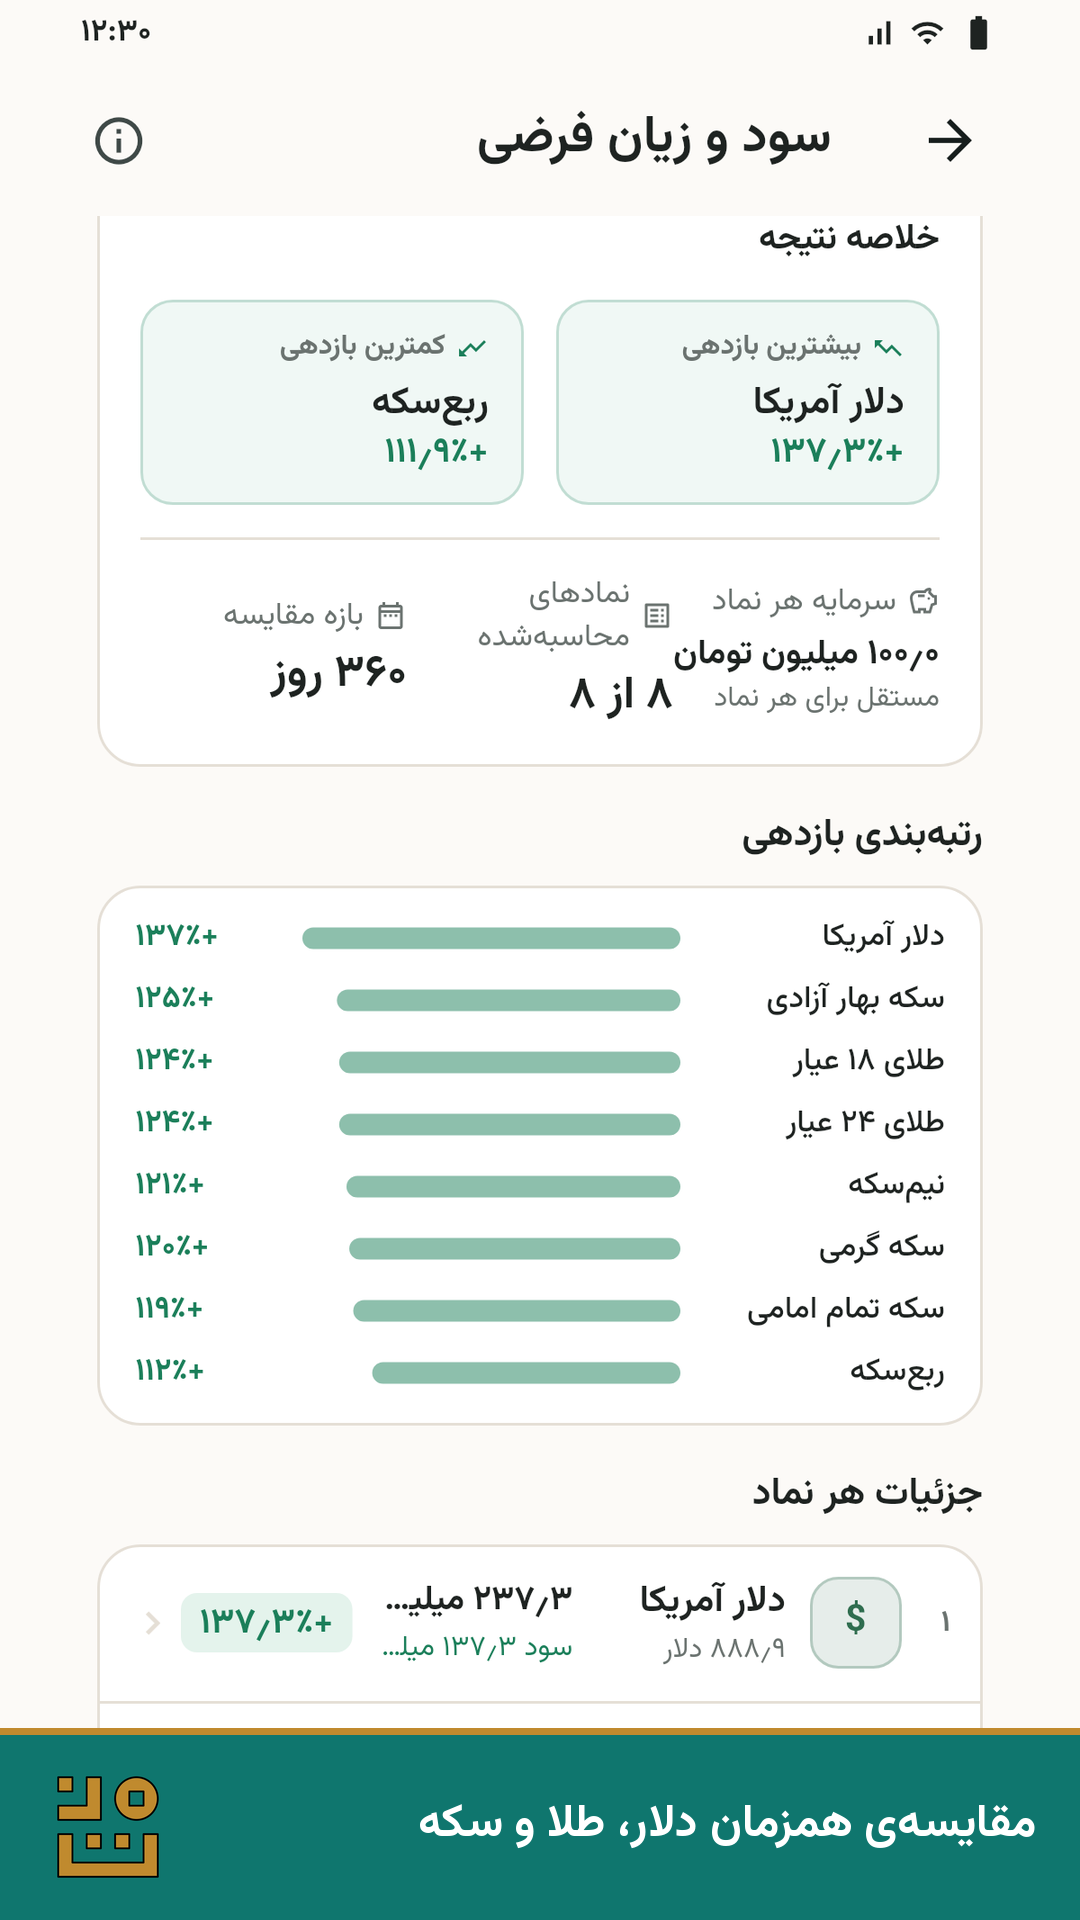 ۱۲:۳۰
سود و زیان فرضی
خلاصه نتیجه
بیشترین بازدهی
دلار آمریکا
+۱۳۷٫۳٪
کمترین بازدهی
ربع‌سکه
+۱۱۱٫۹٪
سرمایه هر نماد
۱۰۰٫۰ میلیون تومان
مستقل برای هر نماد
نمادهای
محاسبه‌شده
۸ از ۸
بازه مقایسه
۳۶۰ روز
رتبه‌بندی بازدهی
دلار آمریکا +۱۳۷٪
سکه بهار آزادی +۱۲۵٪
طلای ۱۸ عیار +۱۲۴٪
طلای ۲۴ عیار +۱۲۴٪
نیم‌سکه +۱۲۱٪
سکه گرمی +۱۲۰٪
سکه تمام امامی +۱۱۹٪
ربع‌سکه +۱۱۲٪
جزئیات هر نماد
۱ $ دلار آمریکا ۲۳۷٫۳ میلیـ... +۱۳۷٫۳٪
۸۸۸٫۹ دلار سود ۱۳۷٫۳ میلـ...
مقایسه‌ی همزمان دلار، طلا و سکه